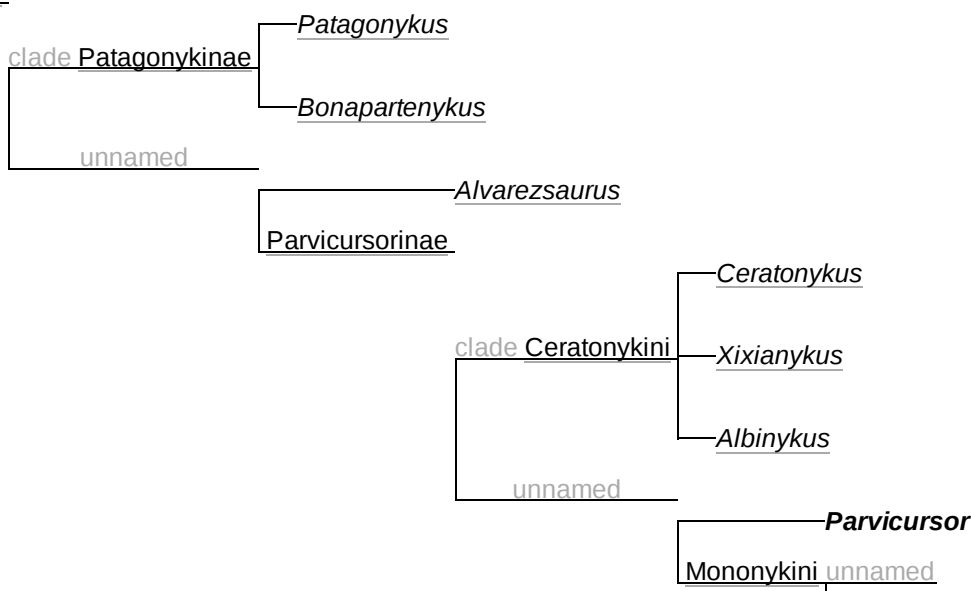 Patagonykus
clade Patagonykinae
Bonapartenykus
unnamed
Alvarezsaurus
Parvicursorinae
Ceratonykus
clade Ceratonykini
Xixianykus
Albinykus
unnamed
Parvicursor
Mononykini unnamed